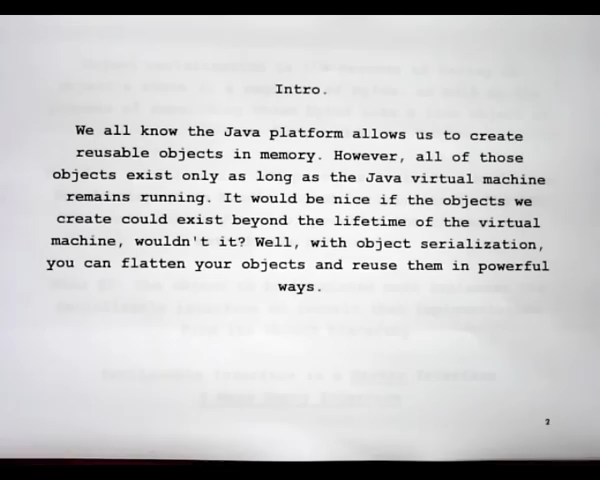 Intro.
We all know the Java platform allows us to create
reusable objects in memory. However, all of those
objects exist only as long as the Java virtual machine
remains running. It would be nice if the objects we
create could exist beyond the lifetime of the virtual
machine, wouldn't it? Well, with object serialization,
you can flatten your objects and reuse them in powerful
ways.
2